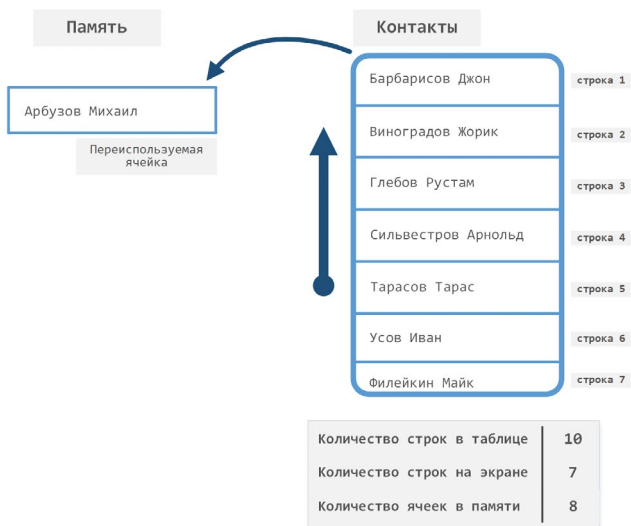 Память
Контакты
Арбузов Михаил
Переиспользуемая
ячейка
Барбарисов Джон
строка 1
Виноградов Жорик
строка 2
Глебов Рустам
строка 3
Сильвестров Арнольд
строка 4
Тарасов Тарас
строка 5
Усов Иван
строка 6
Филейкин Майк
строка 7
Количество строк в таблице 10
Количество строк на экране 7
Количество ячеек в памяти 8